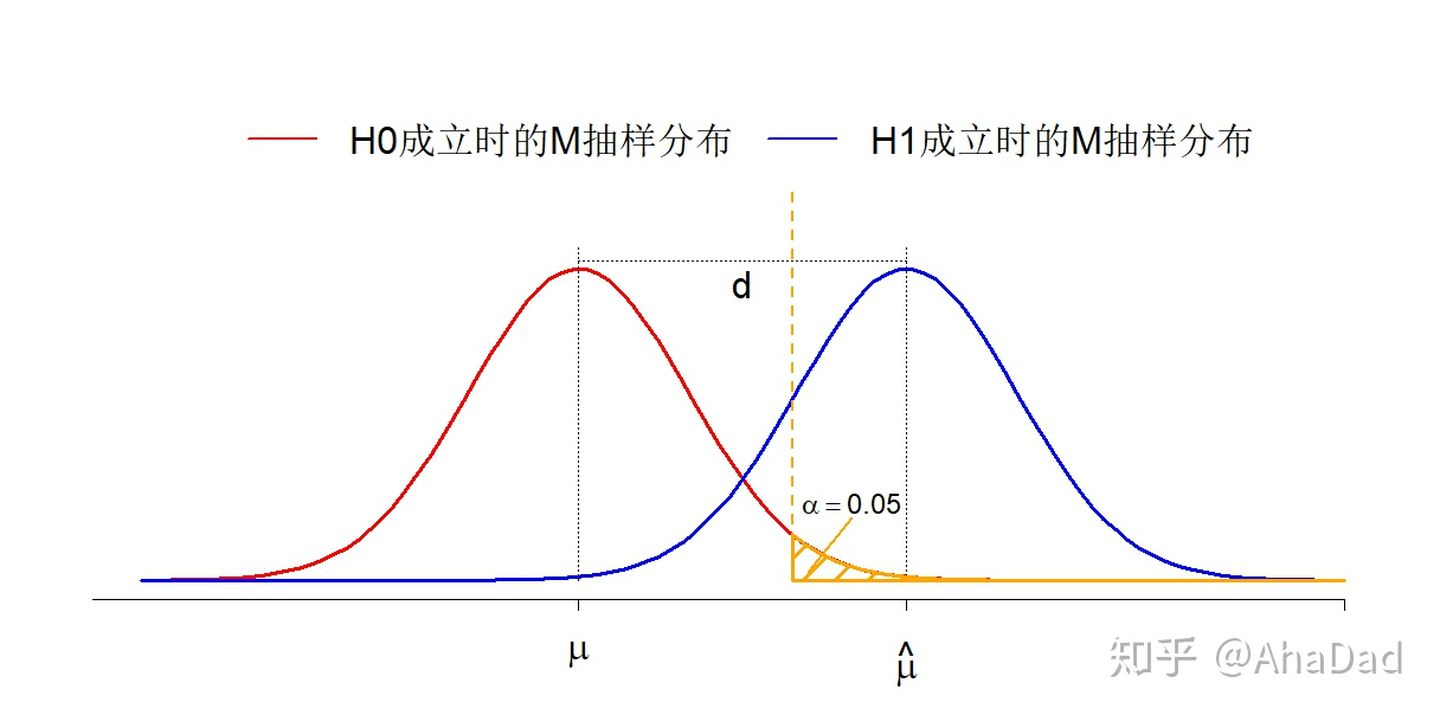 H0成立时的M抽样分布 H1成立时的M抽样分布
d
α = 0.05
μ
μ̂
知乎 @AhaDad